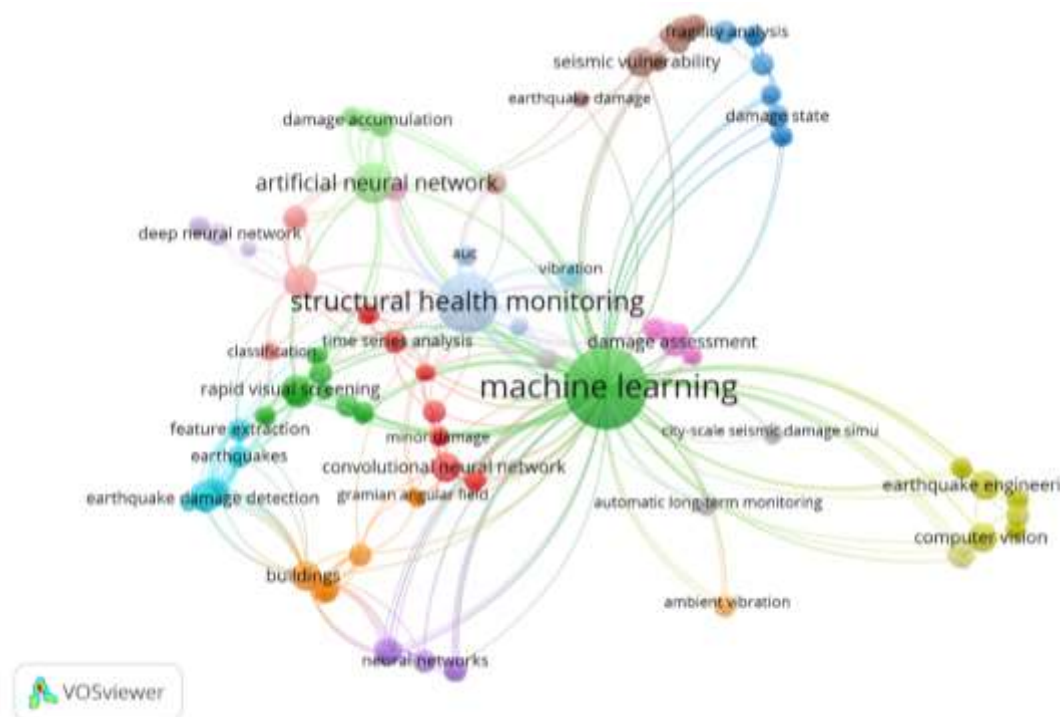 fragility analysis
seismic vulnerability
earthquake damage
damage state
damage accumulation
artificial neural network
deep neural network
auc
vibration
structural health monitoring
time series analysis
damage assessment
classification
machine learning
rapid visual screening
feature extraction
minor damage
city-scale seismic damage simu
earthquakes
convolutional neural network
earthquake damage detection
gramian angular field
automatic long-term monitoring
earthquake engineeri
computer vision
buildings
ambient vibration
neural networks
VOSviewer